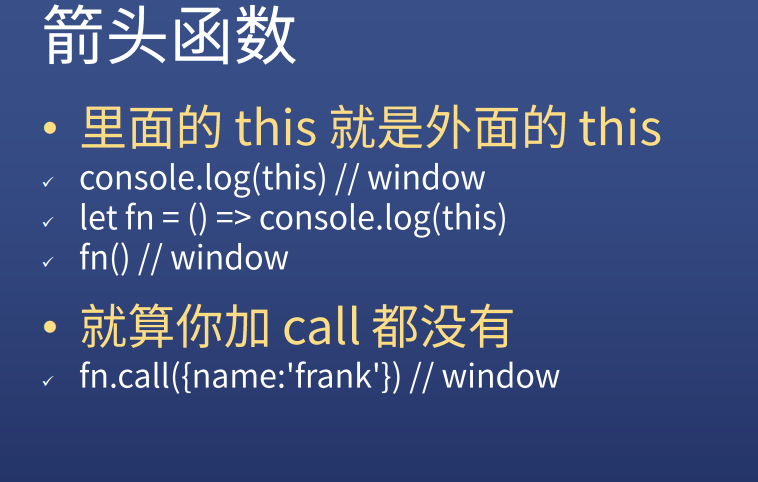 箭头函数
• 里面的 this 就是外面的 this
✓ console.log(this) // window
✓ let fn = () => console.log(this)
✓ fn() // window
• 就算你加 call 都没有
✓ fn.call({name:'frank'}) // window